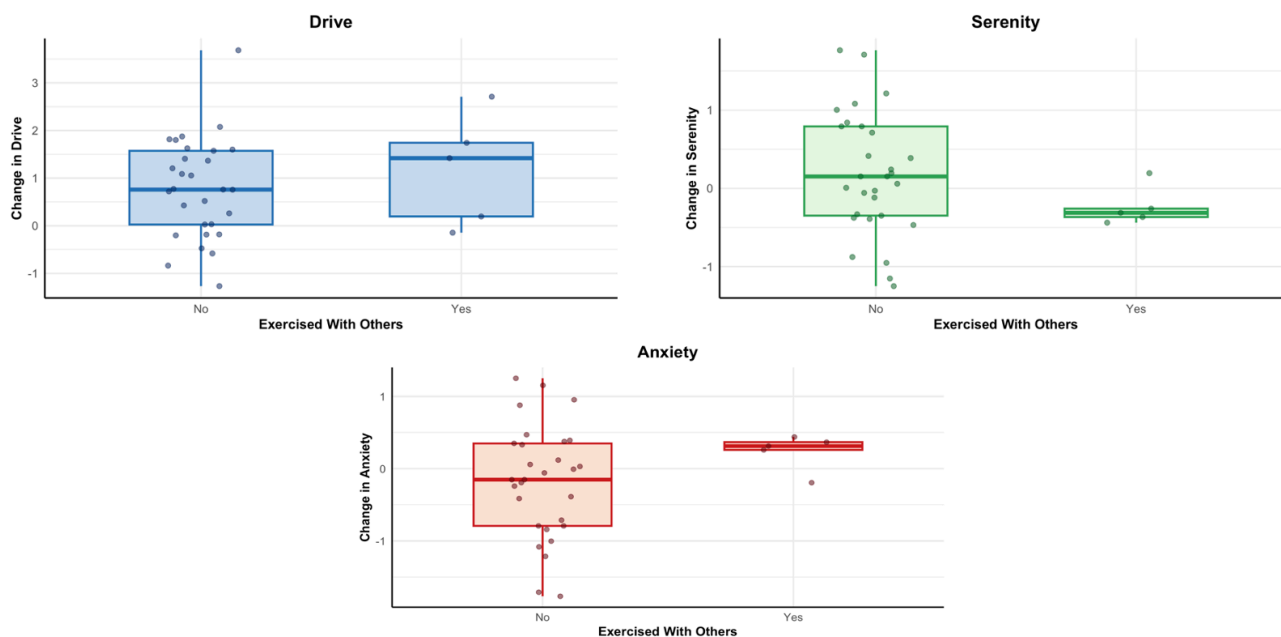 Drive
Change in Drive
3
2
1
0
-1
No
Yes
Exercised With Others
Serenity
Change in Serenity
1
0
-1
No
Yes
Exercised With Others
Anxiety
Change in Anxiety
1
0
-1
No
Yes
Exercised With Others